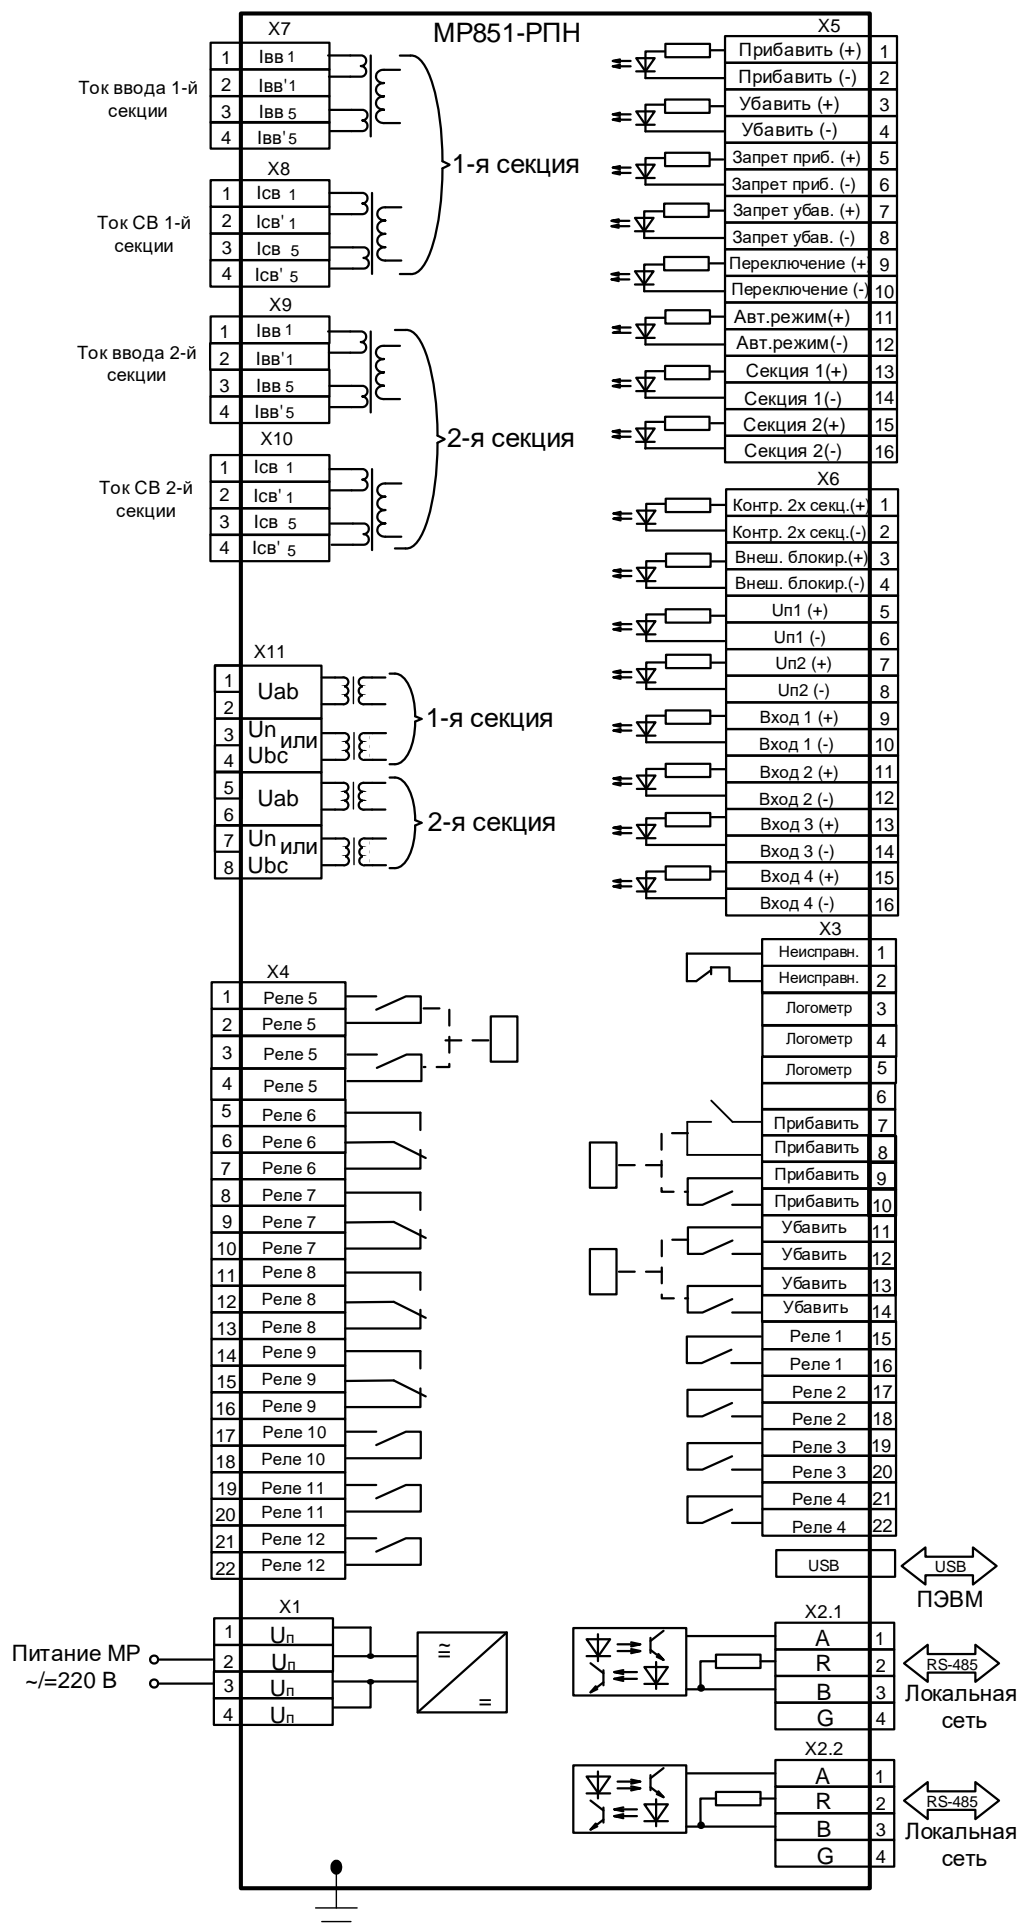 МР851-РПН
X7
Ток ввода 1-й
секции
1 Iвв 1
2 Iвв'1
3 Iвв 5
4 Iвв'5
X8
Ток СВ 1-й
секции
1 Iсв 1
2 Iсв' 1
3 Iсв 5
4 Iсв' 5
1-я секция
X9
Ток ввода 2-й
секции
1 Iвв 1
2 Iвв'1
3 Iвв 5
4 Iвв'5
X10
Ток СВ 2-й
секции
1 Iсв 1
2 Iсв' 1
3 Iсв 5
4 Iсв' 5
2-я секция
X11
1
2
Uab
3
4
Un или
Ubc
1-я секция
5
6
Uab
7
8
Un или
Ubc
2-я секция
X4
1 Реле 5
2 Реле 5
3 Реле 5
4 Реле 5
5 Реле 6
6 Реле 6
7 Реле 6
8 Реле 7
9 Реле 7
10 Реле 7
11 Реле 8
12 Реле 8
13 Реле 8
14 Реле 9
15 Реле 9
16 Реле 9
17 Реле 10
18 Реле 10
19 Реле 11
20 Реле 11
21 Реле 12
22 Реле 12
X1
Питание МР
~/=220 В
1 Uп
2 Uп
3 Uп
4 Uп
≅
=
X5
Прибавить (+) 1
Прибавить (-) 2
Убавить (+) 3
Убавить (-) 4
Запрет приб. (+) 5
Запрет приб. (-) 6
Запрет убав. (+) 7
Запрет убав. (-) 8
Переключение (+ 9
Переключение (-) 10
Авт.режим(+) 11
Авт.режим(-) 12
Секция 1(+) 13
Секция 1(-) 14
Секция 2(+) 15
Секция 2(-) 16
X6
Контр. 2х секц.(+) 1
Контр. 2х секц.(-) 2
Внеш. блокир.(+) 3
Внеш. блокир.(-) 4
Uп1 (+) 5
Uп1 (-) 6
Uп2 (+) 7
Uп2 (-) 8
Вход 1 (+) 9
Вход 1 (-) 10
Вход 2 (+) 11
Вход 2 (-) 12
Вход 3 (+) 13
Вход 3 (-) 14
Вход 4 (+) 15
Вход 4 (-) 16
X3
Неисправн. 1
Неисправн. 2
Логометр 3
Логометр 4
Логометр 5
6
Прибавить 7
Прибавить 8
Прибавить 9
Прибавить 10
Убавить 11
Убавить 12
Убавить 13
Убавить 14
Реле 1 15
Реле 1 16
Реле 2 17
Реле 2 18
Реле 3 19
Реле 3 20
Реле 4 21
Реле 4 22
USB
USB
ПЭВМ
X2.1
A 1
R 2
B 3
G 4
RS-485
Локальная
сеть
X2.2
A 1
R 2
B 3
G 4
RS-485
Локальная
сеть